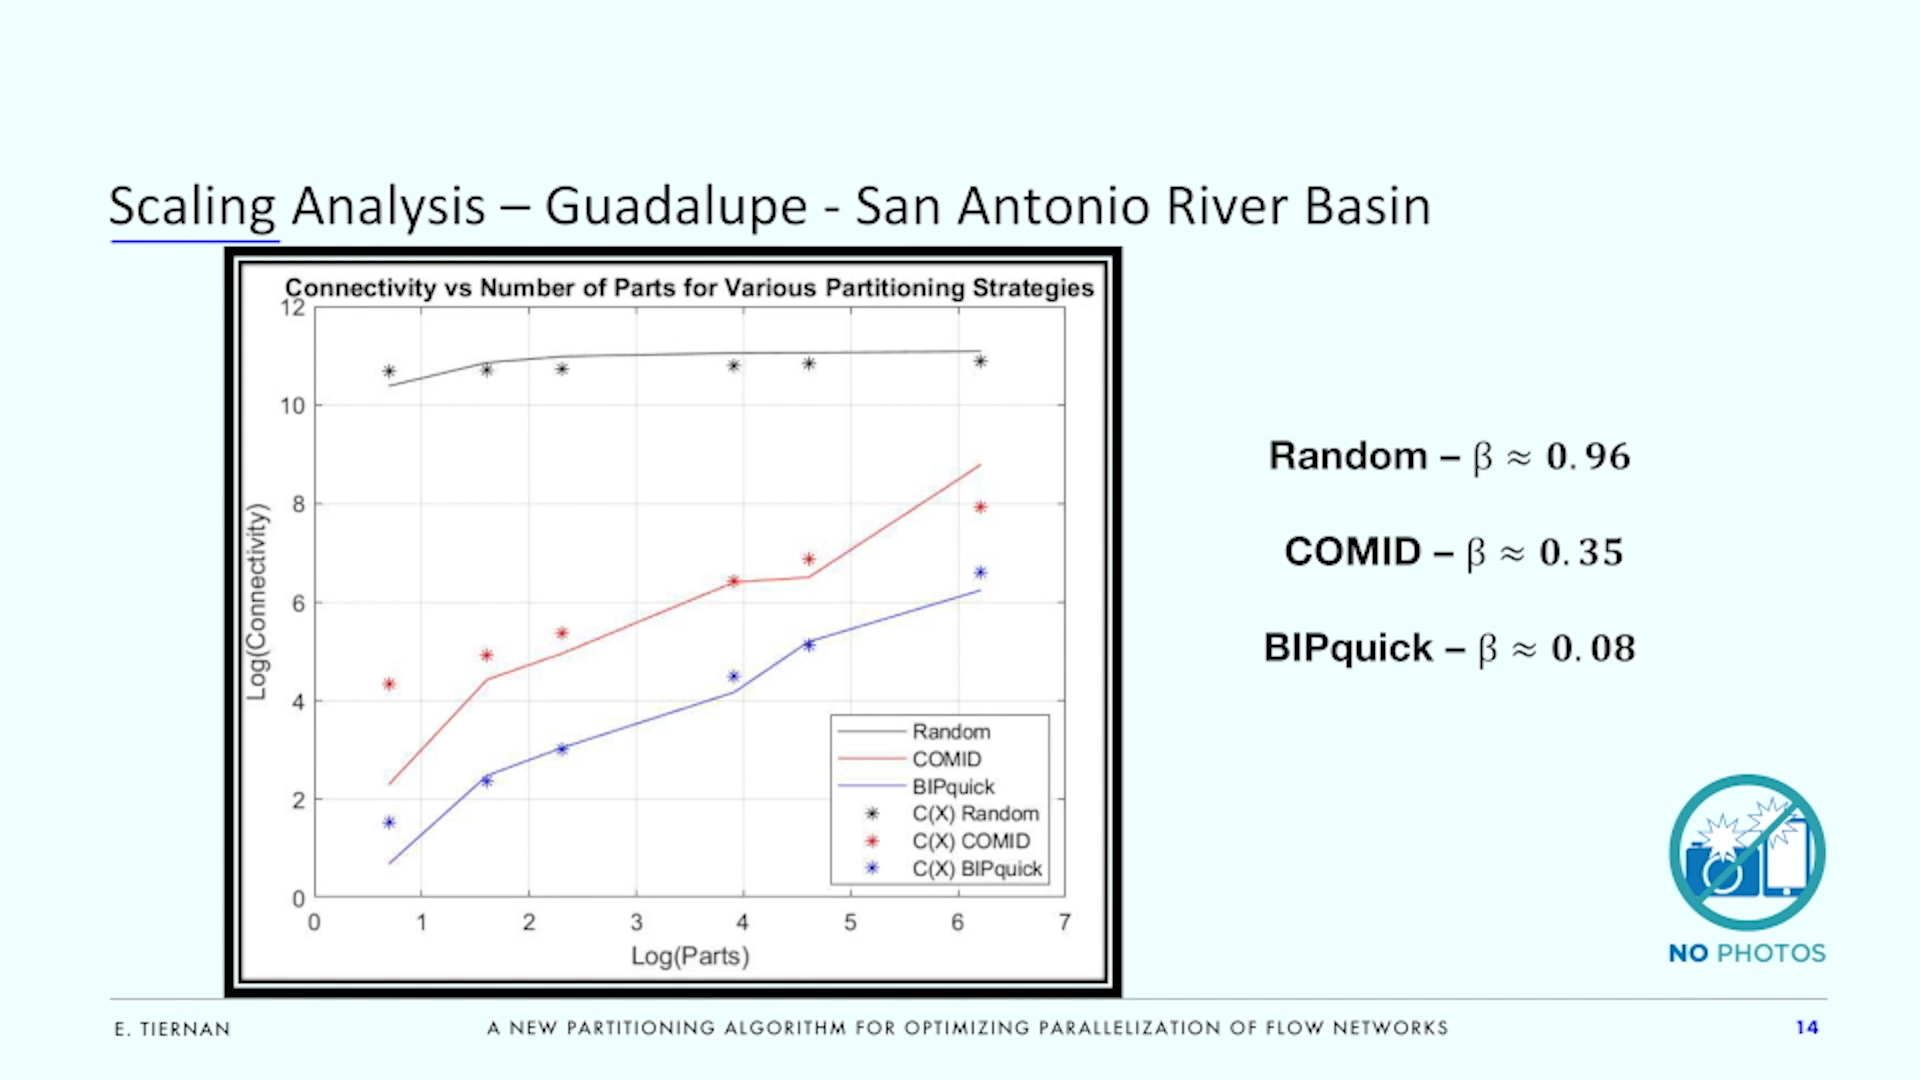 Scaling Analysis – Guadalupe - San Antonio River Basin
Connectivity vs Number of Parts for Various Partitioning Strategies
12
10
8
6
4
2
0
Log(Connectivity)
0 1 2 3 4 5 6 7
Log(Parts)
Random
COMID
BIPquick
C(X) Random
C(X) COMID
C(X) BIPquick
Random – β ≈ 0.96
COMID – β ≈ 0.35
BIPquick – β ≈ 0.08
NO PHOTOS
E. TIERNAN
A NEW PARTITIONING ALGORITHM FOR OPTIMIZING PARALLELIZATION OF FLOW NETWORKS
14